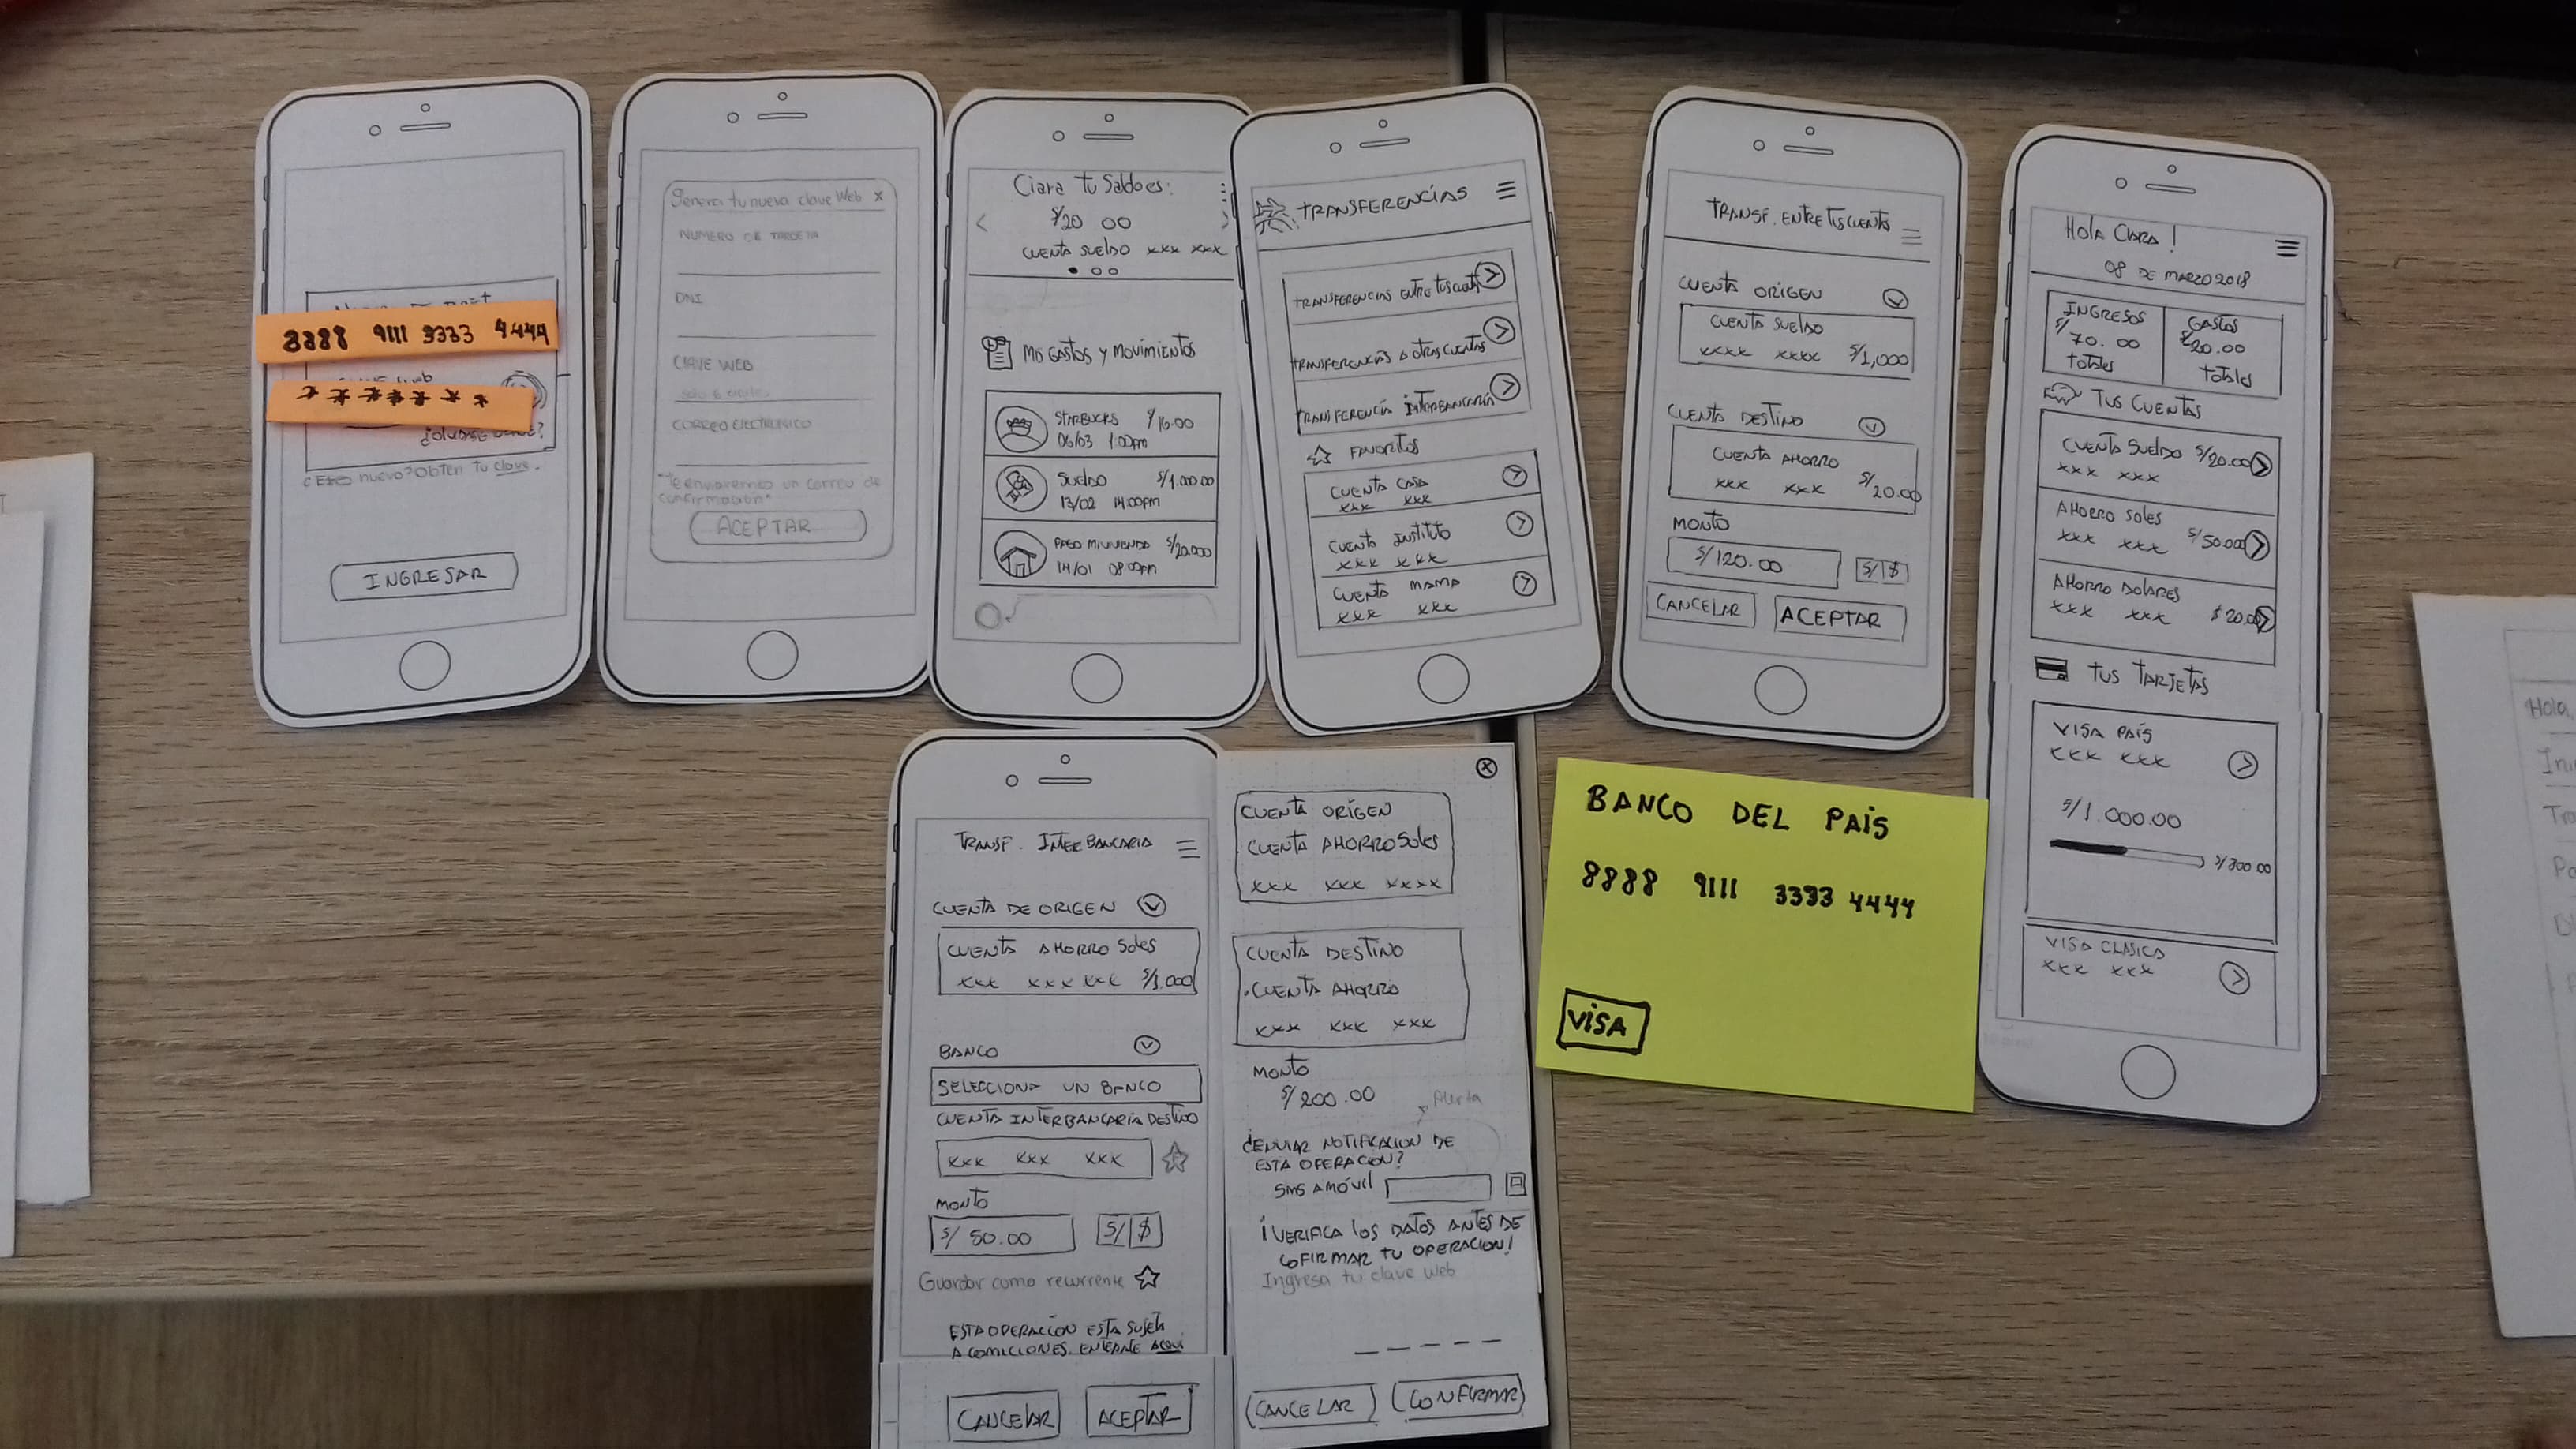 8888 9111 3333 4444
* * * * * * * *
nuevo? Obten tu clave.
INGRESAR
Genera tu nueva clave Web x
NUMERO DE TARJETA
DNI
CLAVE WEB
CORREO ELECTRONICO
"Te enviaremos un correo de
confirmación"
ACEPTAR
Clara tu Saldo es:
S/20 00
CUENTA SUELDO xxx xxx
MIS GASTOS y MOVIMIENTOS
STARBUCKS S/16.00
06/03 1:00pm
SUELDO S/1.000.00
13/02 14:00pm
PAGO MIVIVIENDA S/20.000
14/01 08:00pm
TRANSFERENCIAS
TRANSFERENCIAS ENTRE TUS CUENTAS
TRANSFERENCIAS A OTRAS CUENTAS
TRANSFERENCIA INTERBANCARIA
FAVORITOS
CUENTA CASA
xxx xxx
CUENTA INSTITUTO
xxx xxx
CUENTA MAMA
xxx xxx
TRANSF. ENTRE TUS CUENTAS
CUENTA ORIGEN
CUENTA SUELDO
xxxx xxxx S/1,000
CUENTA DESTINO
CUENTA AHORRO
xxx xxx S/20.00
MONTO
S/120.00 S/ $
CANCELAR ACEPTAR
HOLA CLARA !
08 DE MARZO 2018
INGRESOS
S/70.00
totales
GASTOS
S/20.00
totales
TUS CUENTAS
CUENTA SUELDO S/20.00
xxx xxx
AHORRO SOLES
xxx xxx S/50.00
AHORRO DOLARES
xxx xxx $20.00
TUS TARJETAS
VISA PAÍS
xxx xxx
S/1 000.00
S/300.00
VISA CLASICA
xxx xxx
TRANSF. INTERBANCARIA
CUENTA DE ORIGEN
CUENTA AHORRO SOLES
xxx xxx xxx S/1.000
BANCO
SELECCIONA UN BANCO
CUENTA INTERBANCARIA DESTINO
xxx xxx xxx
MONTO
S/ 50.00 S/ $
Guardar como recurrente
ESTA OPERACIÓN ESTA SUJETA
A COMICIONES. ENTÉRATE AQUÍ
CANCELAR ACEPTAR
CUENTA ORIGEN
CUENTA AHORRO SOLES
xxx xxx xxxx
CUENTA DESTINO
.CUENTA AHORRO
xxx xxx xxx
MONTO
S/200.00
Alerta
¿ENVIAR NOTIFICACION DE
ESTA OPERACION?
SMS A MÓVIL
¡VERIFICA LOS DATOS ANTES DE
COFIRMAR TU OPERACION!
Ingresa tu clave web
CANCELAR CONFIRMAR
BANCO DEL PAÍS
8888 9111 3333 4444
VISA
Hola,